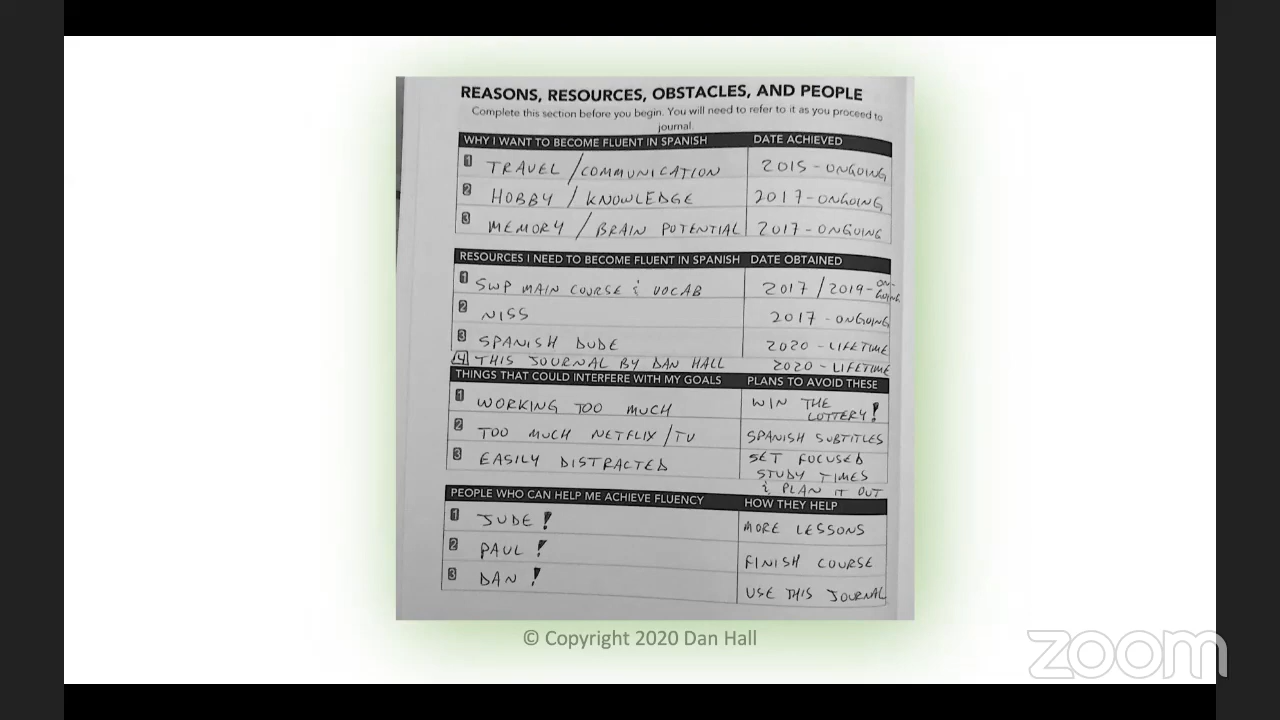 REASONS, RESOURCES, OBSTACLES, AND PEOPLE
Complete this section before you begin. You will need to refer to it as you proceed to
journal.
WHY I WANT TO BECOME FLUENT IN SPANISH DATE ACHIEVED
1 TRAVEL / COMMUNICATION 2015 - ONGOING
2 HOBBY / KNOWLEDGE 2017 - ONGOING
3 MEMORY / BRAIN POTENTIAL 2017 - ONGOING
RESOURCES I NEED TO BECOME FLUENT IN SPANISH DATE OBTAINED
1 SWP MAIN COURSE & VOCAB 2017 / 2019 - ON-GOING
2 NISS 2017 - ONGOING
3 SPANISH DUDE 2020 - LIFETIME
4 THIS JOURNAL BY DAN HALL 2020 - LIFETIME
THINGS THAT COULD INTERFERE WITH MY GOALS PLANS TO AVOID THESE
1 WORKING TOO MUCH WIN THE LOTTERY!
2 TOO MUCH NETFLIX / TV SPANISH SUBTITLES
3 EASILY DISTRACTED SET FOCUSED
STUDY TIMES
& PLAN IT OUT
PEOPLE WHO CAN HELP ME ACHIEVE FLUENCY HOW THEY HELP
1 JUDE! MORE LESSONS
2 PAUL! FINISH COURSE
3 DAN! USE THIS JOURNAL
© Copyright 2020 Dan Hall
zoom